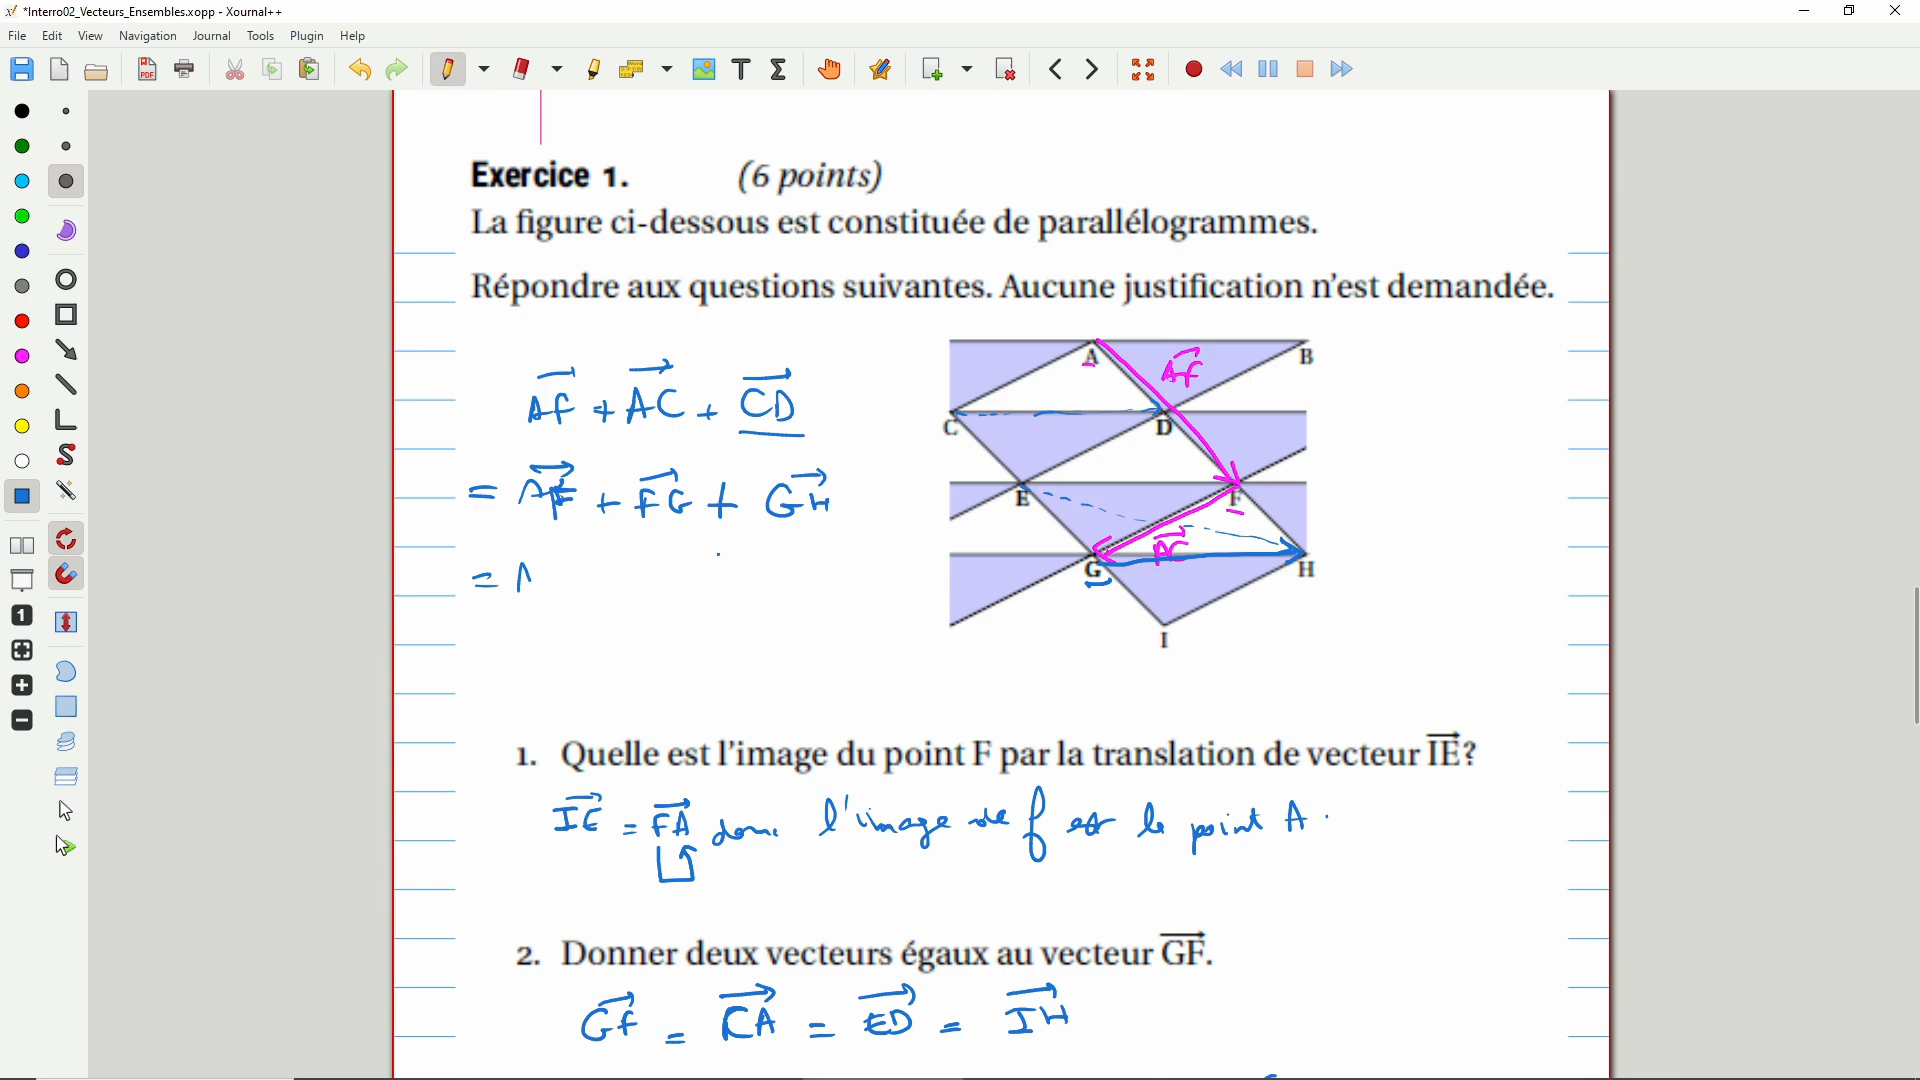 *Interro02_Vecteurs_Ensembles.xopp - Xournal++
File Edit View Navigation Journal Tools Plugin Help
Exercice 1. (6 points)
La figure ci-dessous est constituée de parallélogrammes.
Répondre aux questions suivantes. Aucune justification n'est demandée.
AF + AC + CD
= AF + FG + GH
= A
A B
AF
C D
E F
AC
G H
I
1. Quelle est l'image du point F par la translation de vecteur IE?
IE = FA donc l'image de f est le point A.
2. Donner deux vecteurs égaux au vecteur GF.
GF = CA = ED = IH